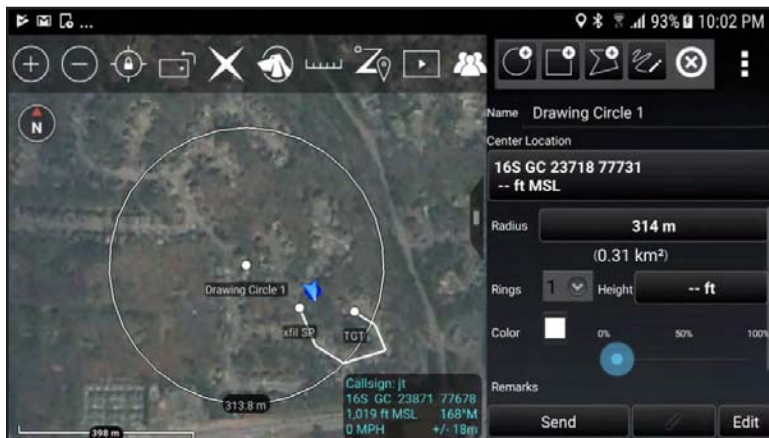 ... 93% 10:02 PM
N
Drawing Circle 1
xfil SP
TGT
313.8 m
398 m
Callsign: jt
16S GC 23871 77678
1,019 ft MSL 168°M
0 MPH +/- 18m
Name Drawing Circle 1
Center Location
16S GC 23718 77731
-- ft MSL
Radius 314 m
(0.31 km²)
Rings 1 Height -- ft
Color 0% 50% 100%
Remarks
Send Edit